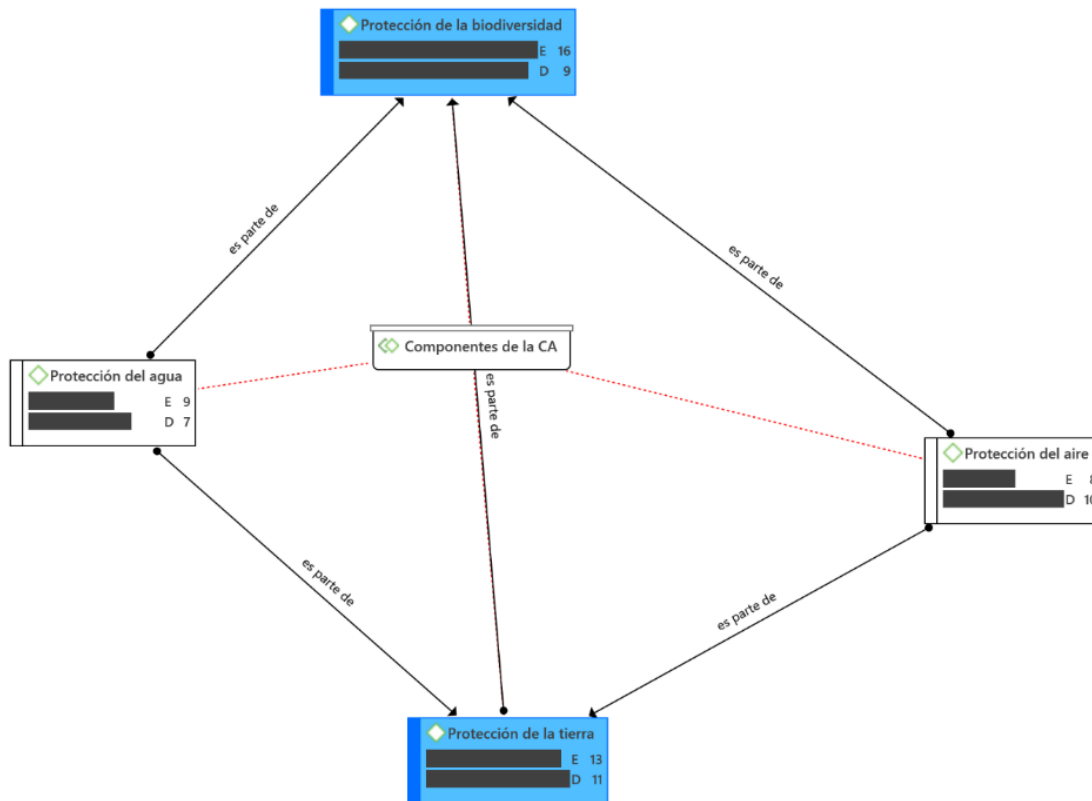 Protección de la biodiversidad
E 16
D 9
es parte de
es parte de
Componentes de la CA
Protección del agua
E 9
D 7
es parte de
Protección del aire
E 8
D
es parte de
es parte de
Protección de la tierra
E 13
D 11